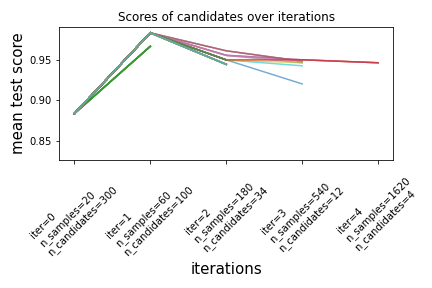 Scores of candidates over iterations
mean test score
0.95
0.90
0.85
iter=0
n_samples=20
n_candidates=300
iter=1
n_samples=60
n_candidates=100
iter=2
n_samples=180
n_candidates=34
iter=3
n_samples=540
n_candidates=12
iter=4
n_samples=1620
n_candidates=4
iterations